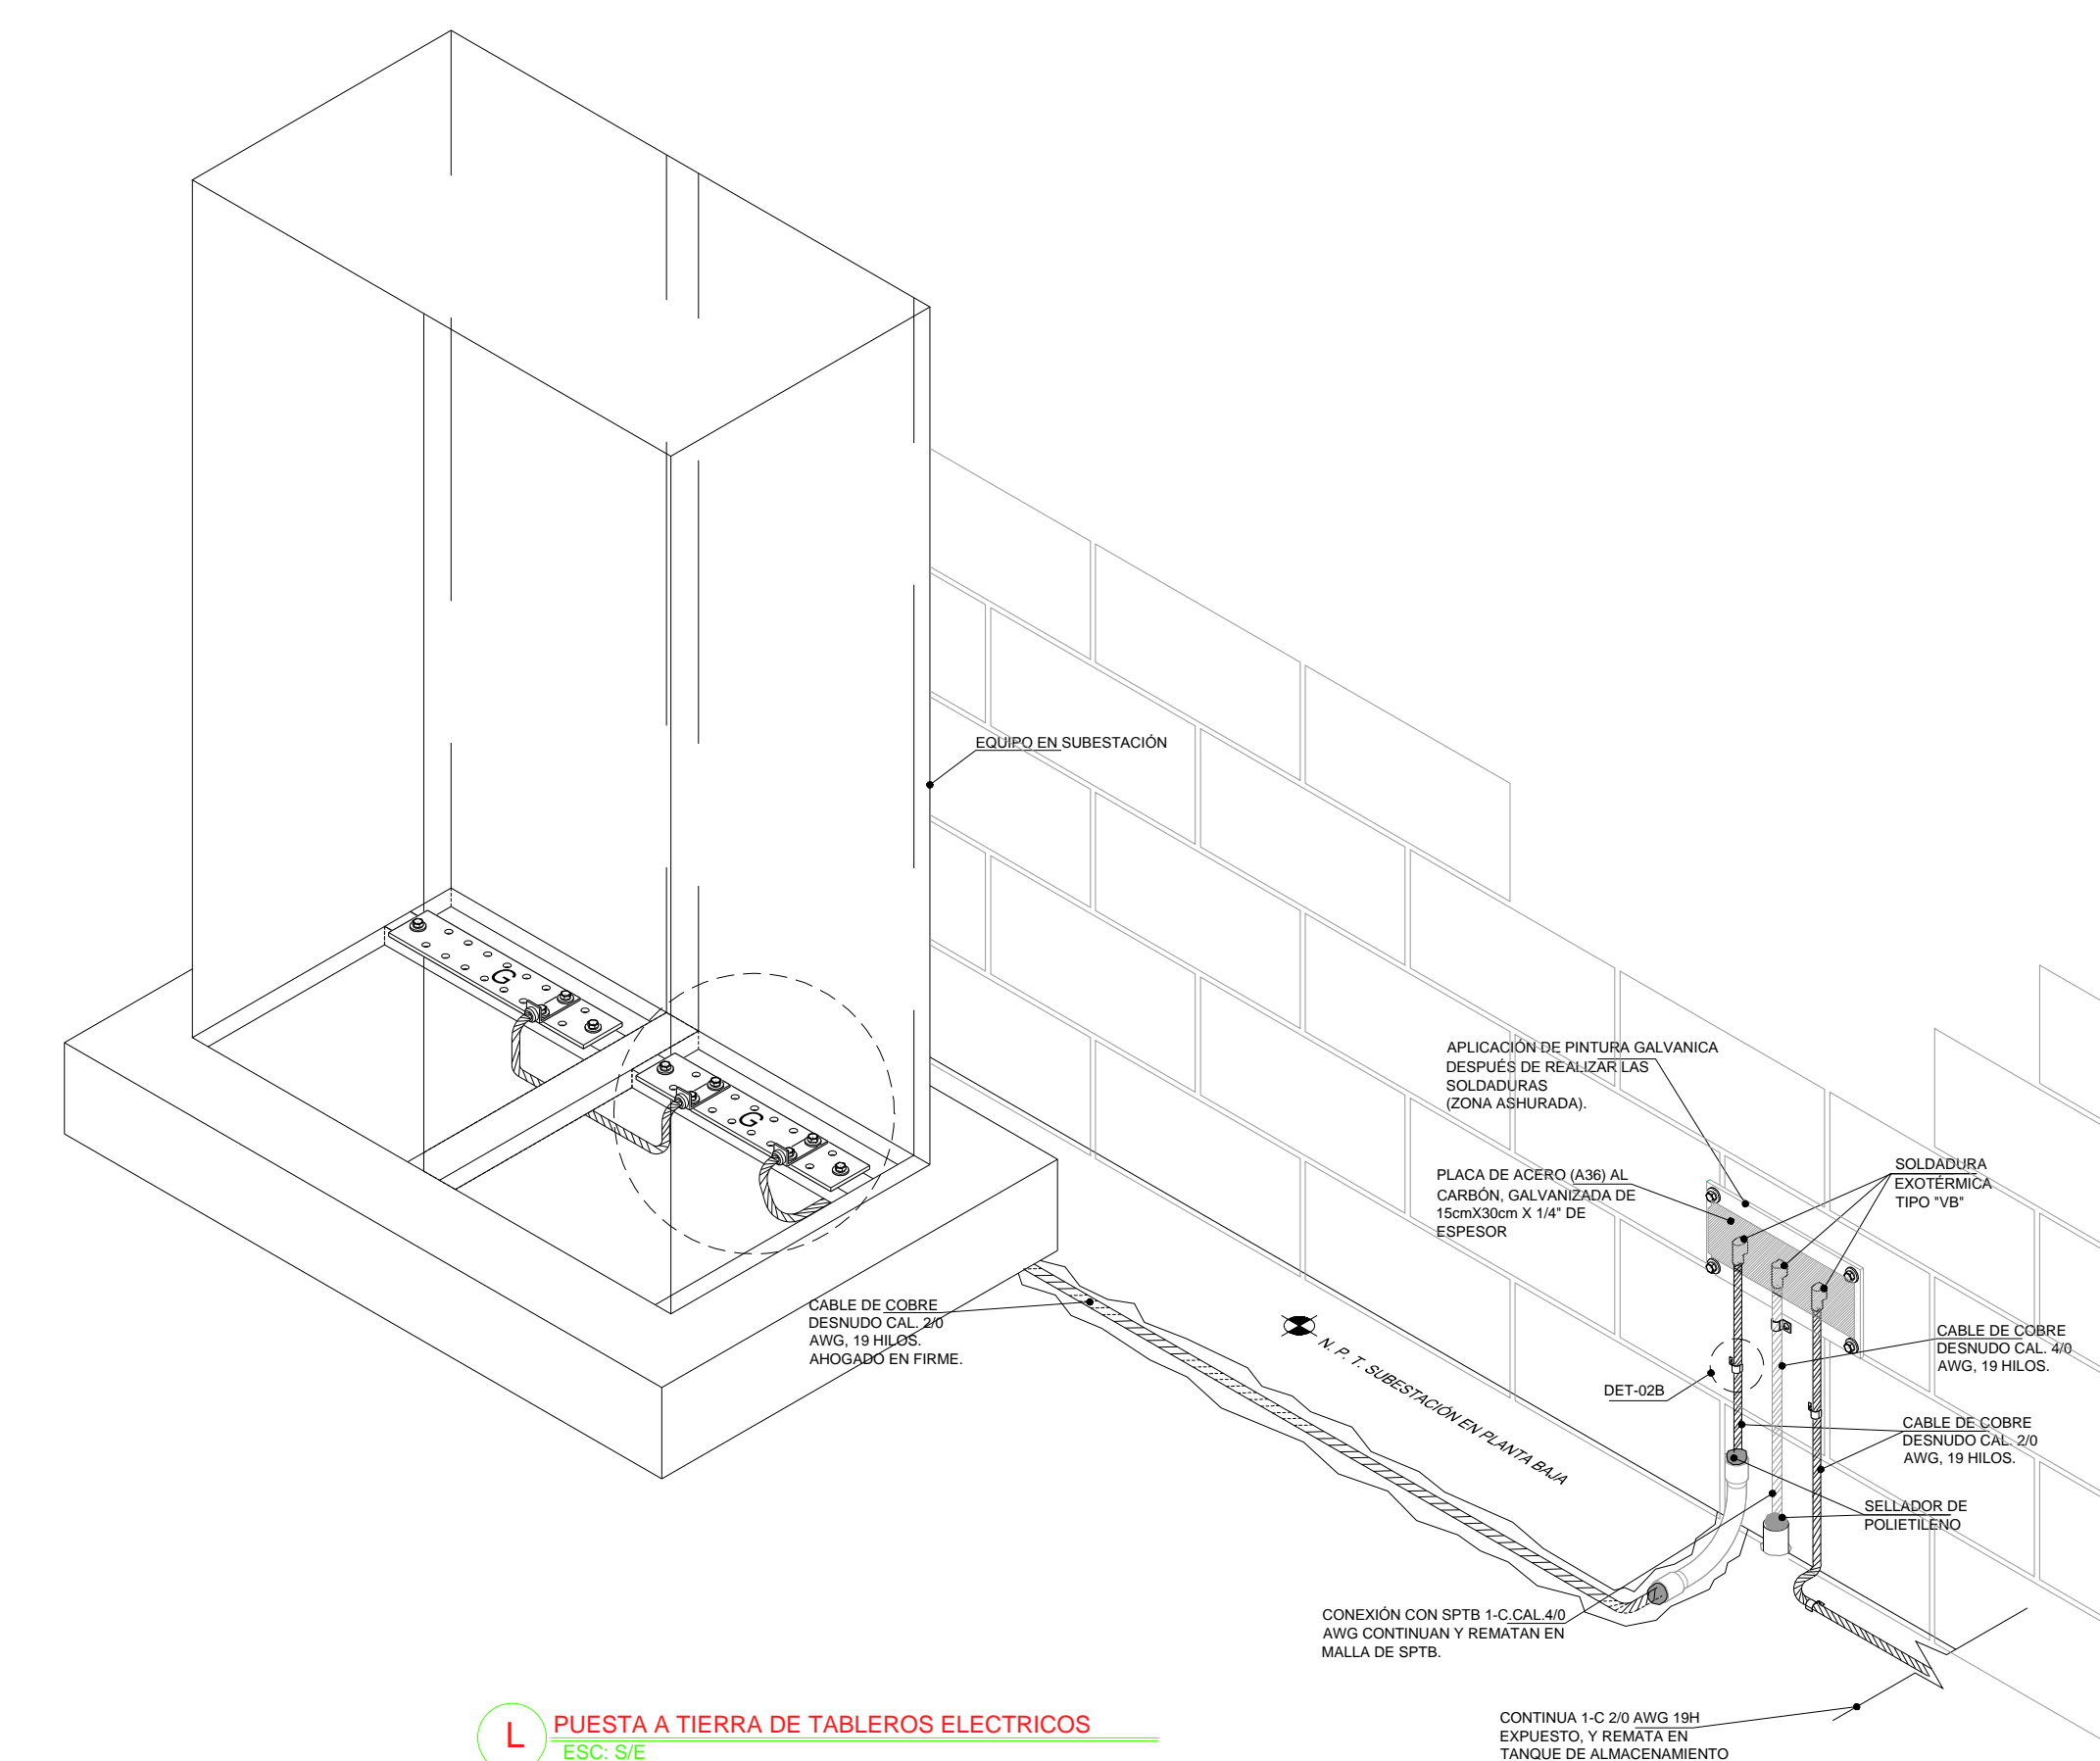 EQUIPO EN SUBESTACIÓN
G
G
APLICACIÓN DE PINTURA GALVANICA
DESPUÉS DE REALIZAR LAS
SOLDADURAS
(ZONA ASHURADA).
PLACA DE ACERO (A36) AL
CARBÓN, GALVANIZADA DE
15cmX30cm X 1/4" DE
ESPESOR
SOLDADURA
EXOTÉRMICA
TIPO "VB"
CABLE DE COBRE
DESNUDO CAL. 2/0
AWG, 19 HILOS.
AHOGADO EN FIRME.
N. P. T. SUBESTACIÓN EN PLANTA BAJA
CABLE DE COBRE
DESNUDO CAL. 4/0
AWG, 19 HILOS.
DET-02B
CABLE DE COBRE
DESNUDO CAL. 2/0
AWG, 19 HILOS.
SELLADOR DE
POLIETILENO
CONEXIÓN CON SPTB 1-C.CAL.4/0
AWG CONTINUAN Y REMATAN EN
MALLA DE SPTB.
CONTINUA 1-C 2/0 AWG 19H
EXPUESTO, Y REMATA EN
TANQUE DE ALMACENAMIENTO
L
PUESTA A TIERRA DE TABLEROS ELECTRICOS
ESC: S/E